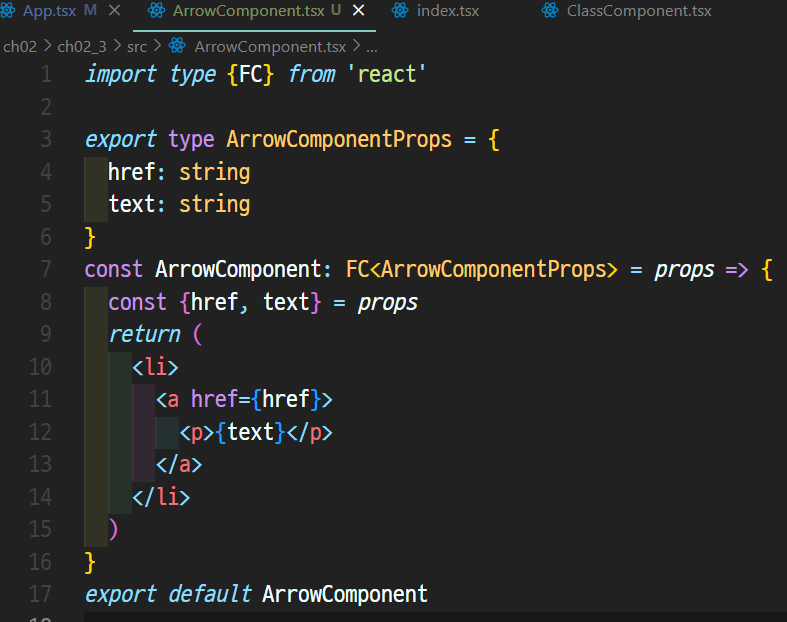 App.tsx M
ArrowComponent.tsx U
index.tsx
ClassComponent.tsx
ch02 > ch02_3 > src > ArrowComponent.tsx > ...
1 import type {FC} from 'react'
2
3 export type ArrowComponentProps = {
4   href: string
5   text: string
6 }
7 const ArrowComponent: FC<ArrowComponentProps> = props => {
8   const {href, text} = props
9   return (
10     <li>
11       <a href={href}>
12         <p>{text}</p>
13       </a>
14     </li>
15   )
16 }
17 export default ArrowComponent